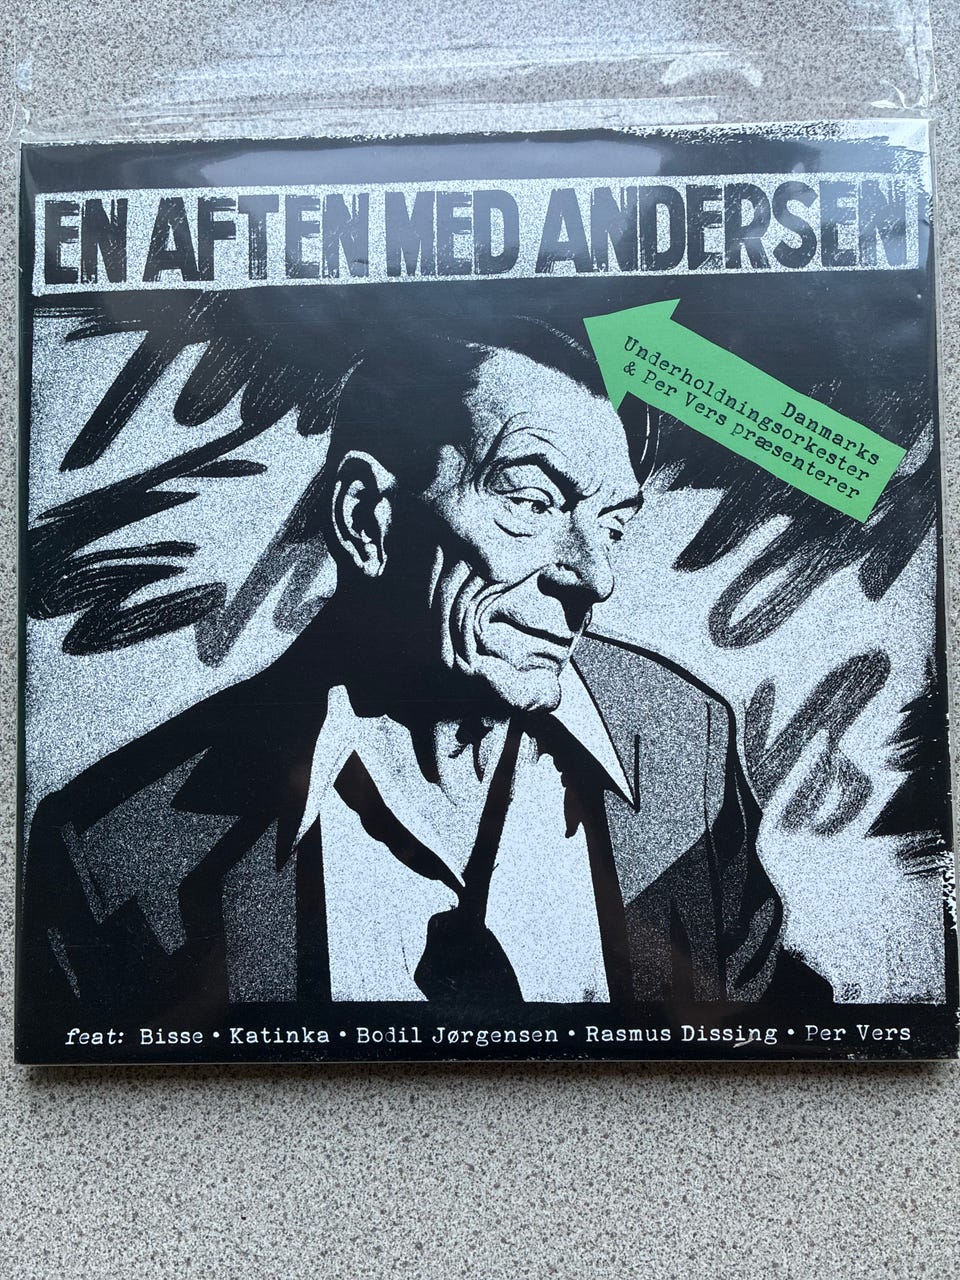 EN AFTEN MED ANDERSEN
Danmarks
Underholdningsorkester
& Per Vers præsenterer
feat: Bisse • Katinka • Bodil Jørgensen • Rasmus Dissing • Per Vers